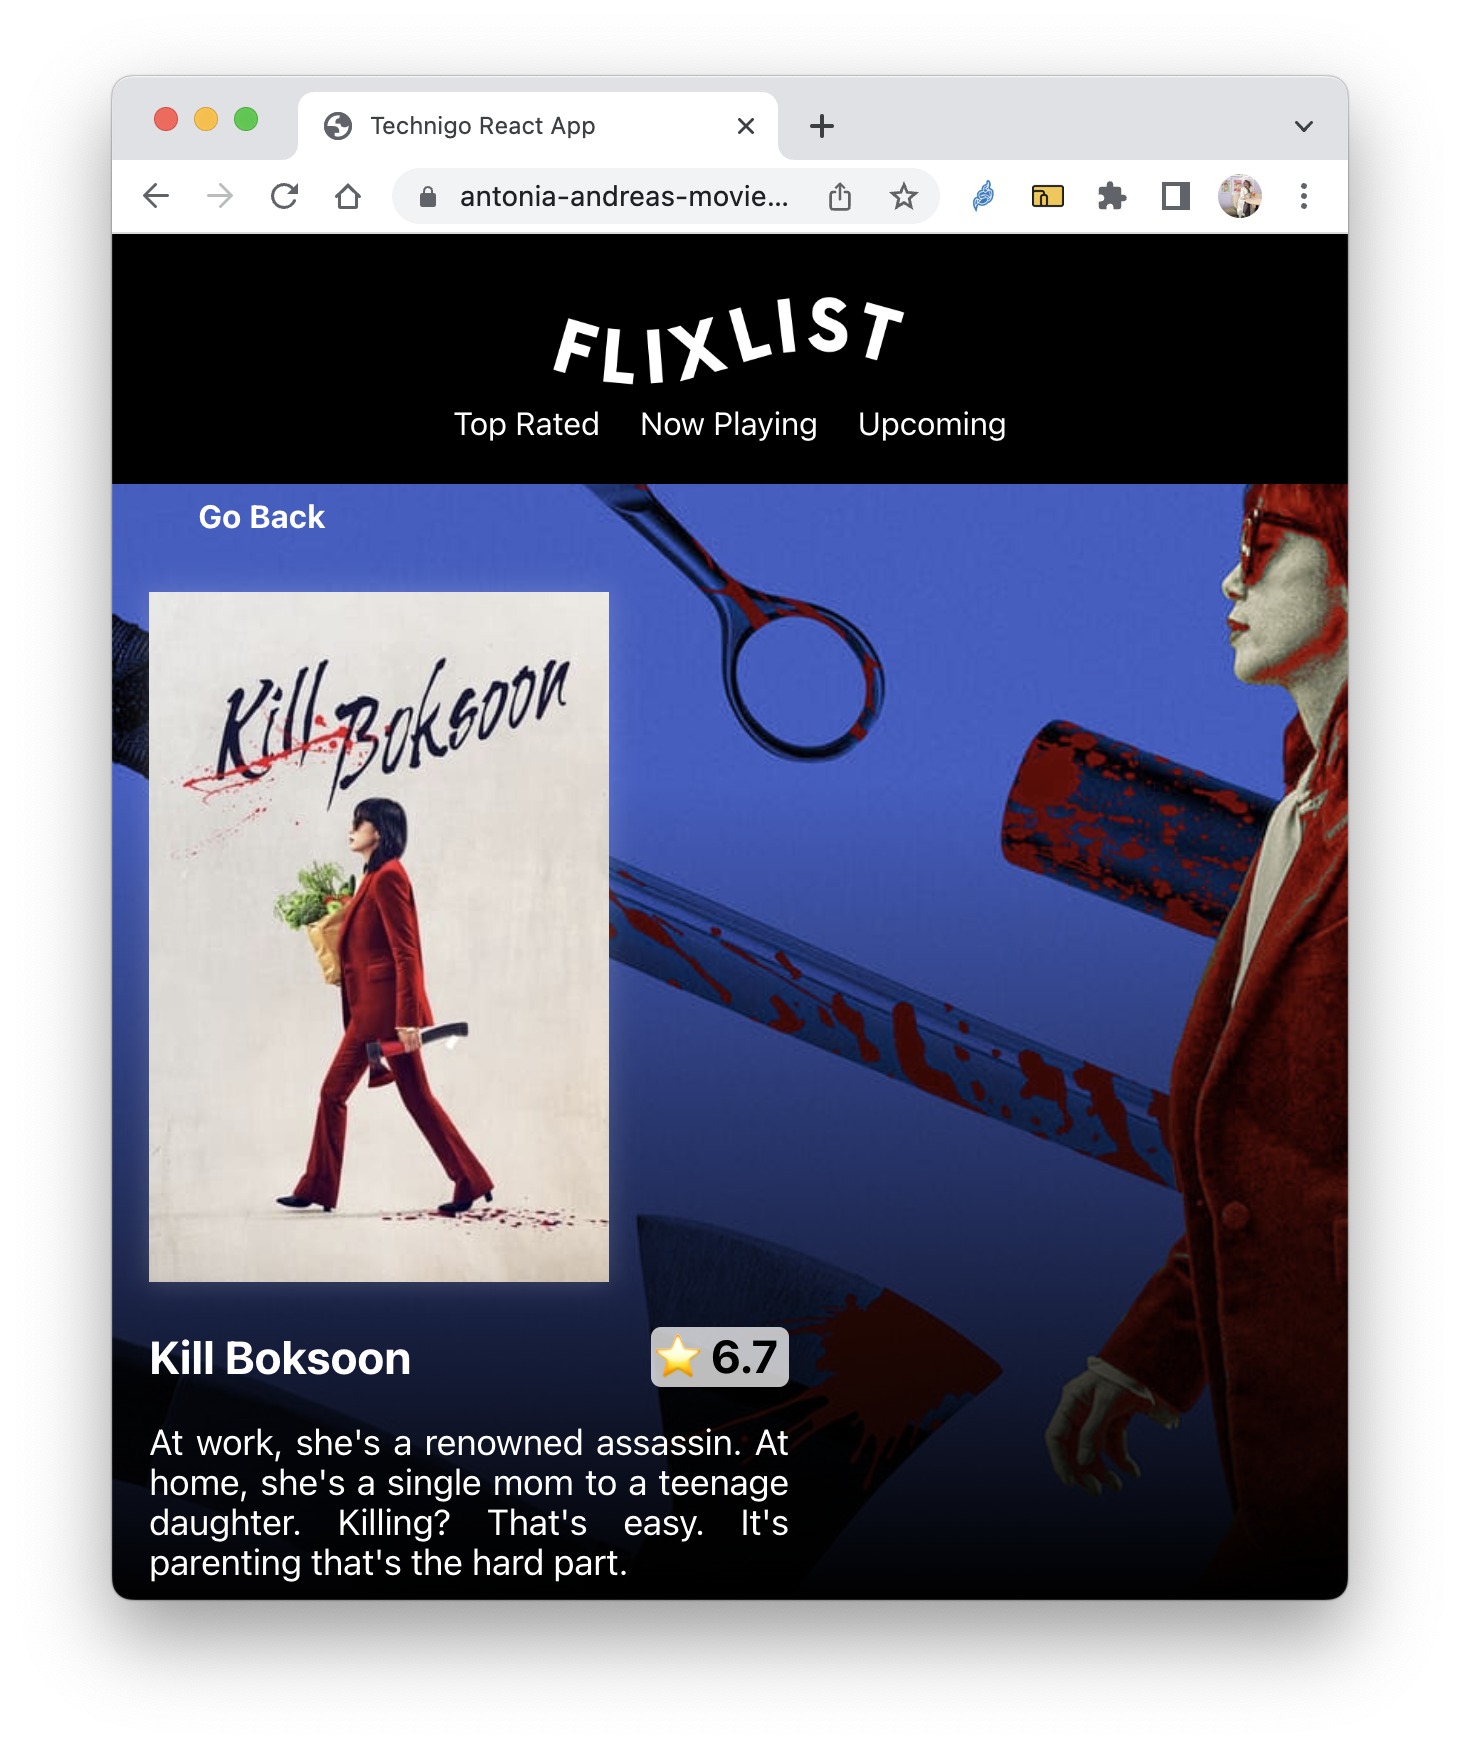 Technigo React App
antonia-andreas-movie...
FLIXLIST
Top Rated Now Playing Upcoming
Go Back
Kill Boksoon
Kill Boksoon
⭐ 6.7
At work, she's a renowned assassin. At
home, she's a single mom to a teenage
daughter. Killing? That's easy. It's
parenting that's the hard part.